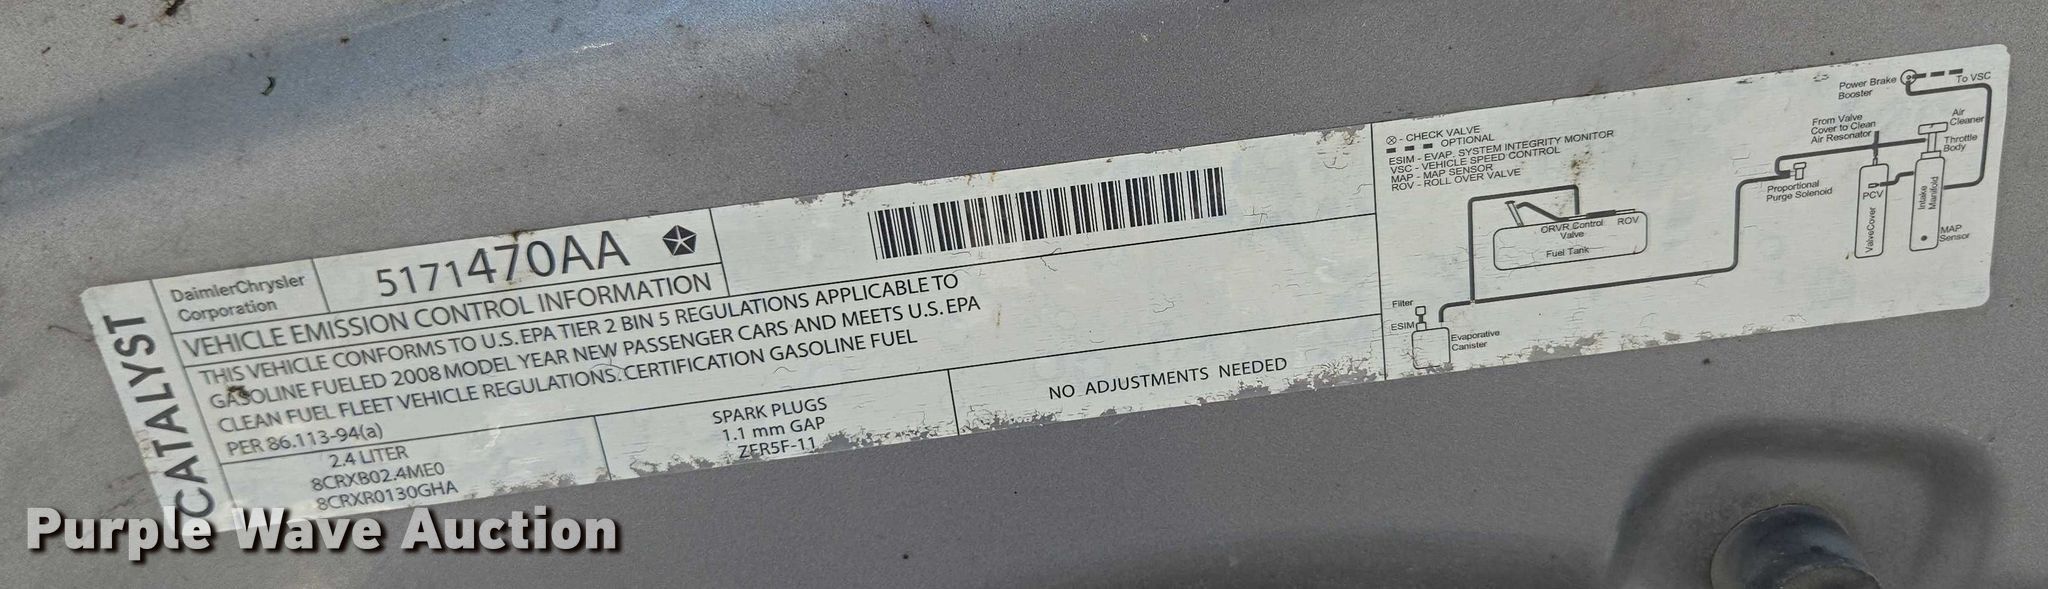 CATALYST
DaimlerChrysler
Corporation
5171470AA
VEHICLE EMISSION CONTROL INFORMATION
THIS VEHICLE CONFORMS TO U.S. EPA TIER 2 BIN 5 REGULATIONS APPLICABLE TO
GASOLINE FUELED 2008 MODEL YEAR NEW PASSENGER CARS AND MEETS U.S. EPA
CLEAN FUEL FLEET VEHICLE REGULATIONS. CERTIFICATION GASOLINE FUEL
PER 86.113-94(a)
2.4 LITER
8CRXB02.4ME0
8CRXR0130GHA
SPARK PLUGS
1.1 mm GAP
ZFR5F-11
NO ADJUSTMENTS NEEDED
- CHECK VALVE
OPTIONAL
ESIM - EVAP. SYSTEM INTEGRITY MONITOR
VSC - VEHICLE SPEED CONTROL
MAP - MAP SENSOR
ROV - ROLL OVER VALVE
ORVR Control
Valve
ROV
Fuel Tank
Filter
ESIM
Evaporative
Canister
Proportional
Purge Solenoid
From Valve
Cover to Clean
Air Resonator
Power Brake
Booster
To VSC
Air
Cleaner
Throttle
Body
PCV
ValveCover
Intake
Manifold
MAP
Sensor
Purple Wave Auction